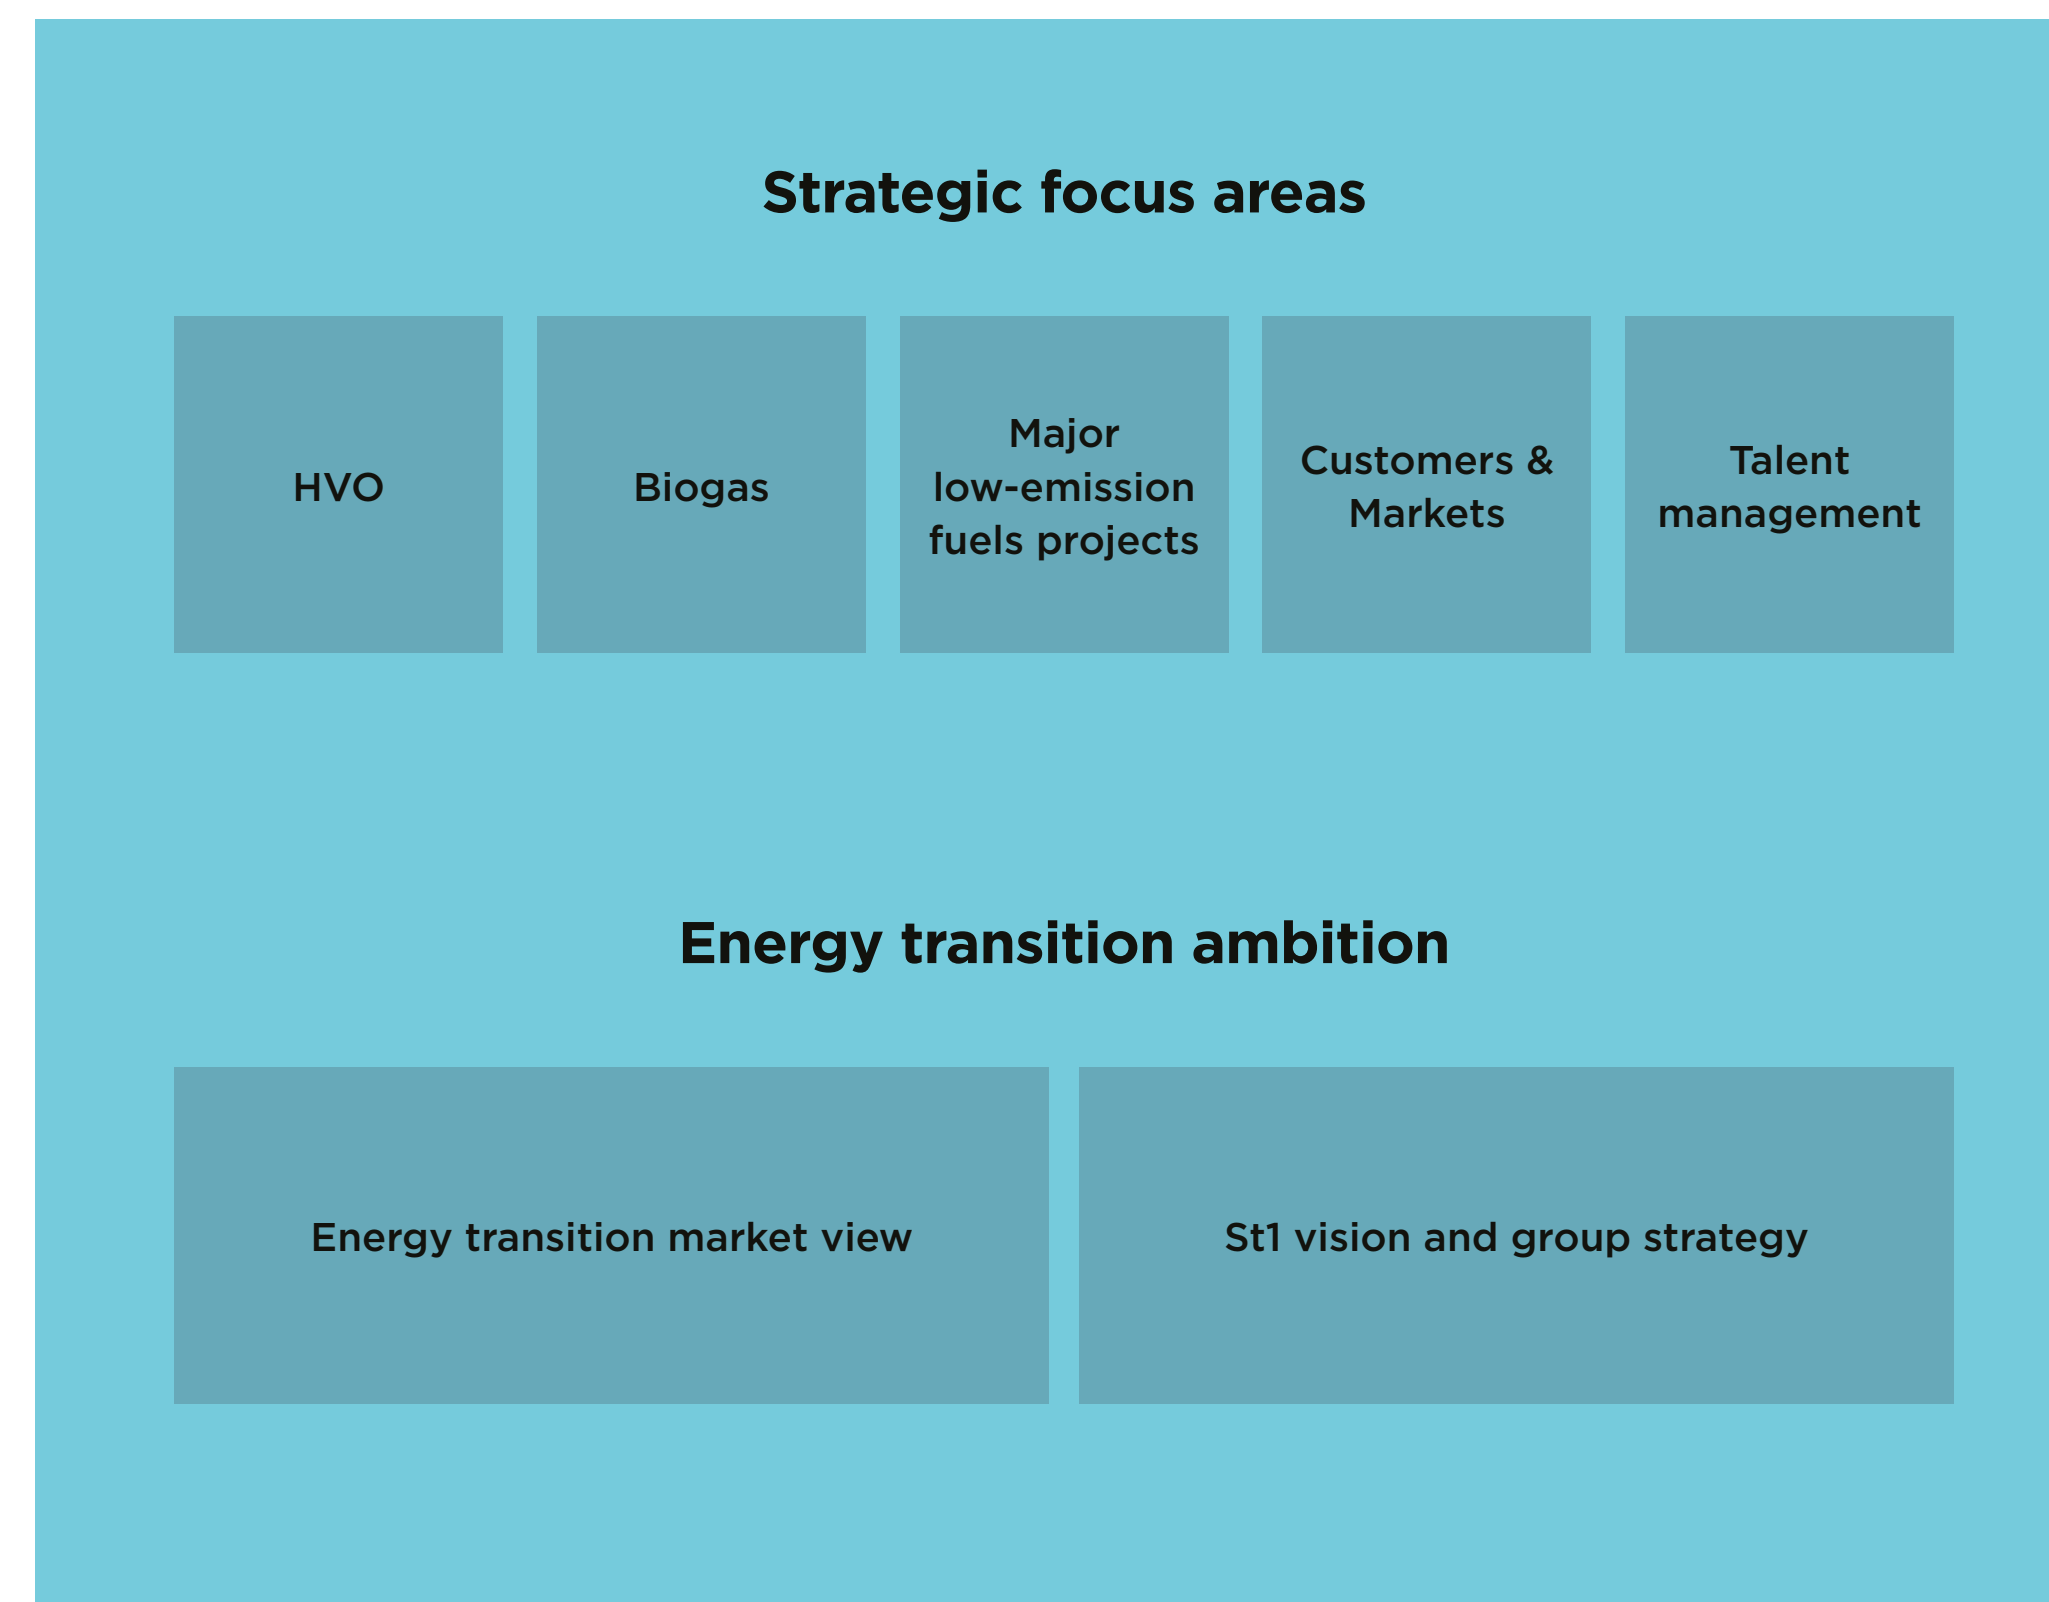 Strategic focus areas
HVO
Biogas
Major
low-emission
fuels projects
Customers &
Markets
Talent
management
Energy transition ambition
Energy transition market view
St1 vision and group strategy